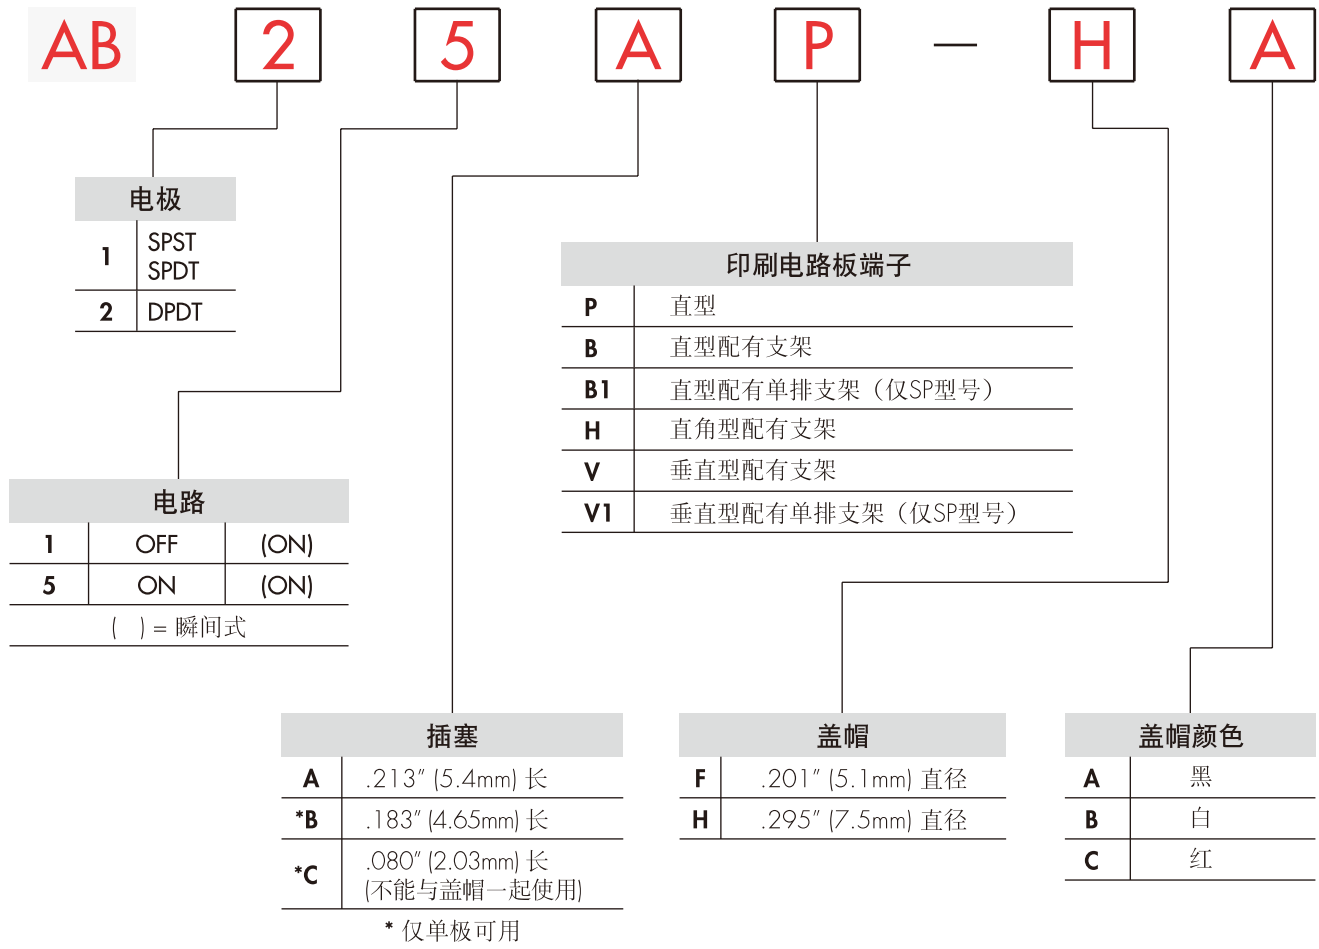 AB 2 5 A P — H A
电极
1 SPST
SPDT
2 DPDT
印刷电路板端子
P 直型
B 直型配有支架
B1 直型配有单排支架（仅SP型号）
H 直角型配有支架
V 垂直型配有支架
V1 垂直型配有单排支架（仅SP型号）
电路
1 OFF (ON)
5 ON (ON)
( ) = 瞬间式
插塞
A .213” (5.4mm) 长
*B .183” (4.65mm) 长
*C .080” (2.03mm) 长
(不能与盖帽一起使用)
* 仅单极可用
盖帽
F .201” (5.1mm) 直径
H .295” (7.5mm) 直径
盖帽颜色
A 黑
B 白
C 红